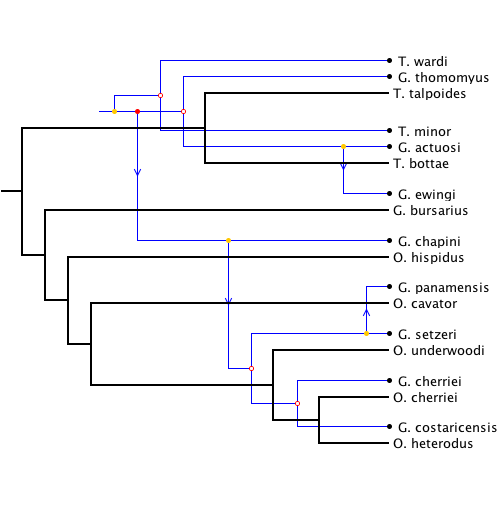 T. wardi
G. thomomyus
T. talpoides
T. minor
G. actuosi
T. bottae
G. ewingi
G. bursarius
G. chapini
O. hispidus
G. panamensis
O. cavator
G. setzeri
O. underwoodi
G. cherriei
O. cherriei
G. costaricensis
O. heterodus